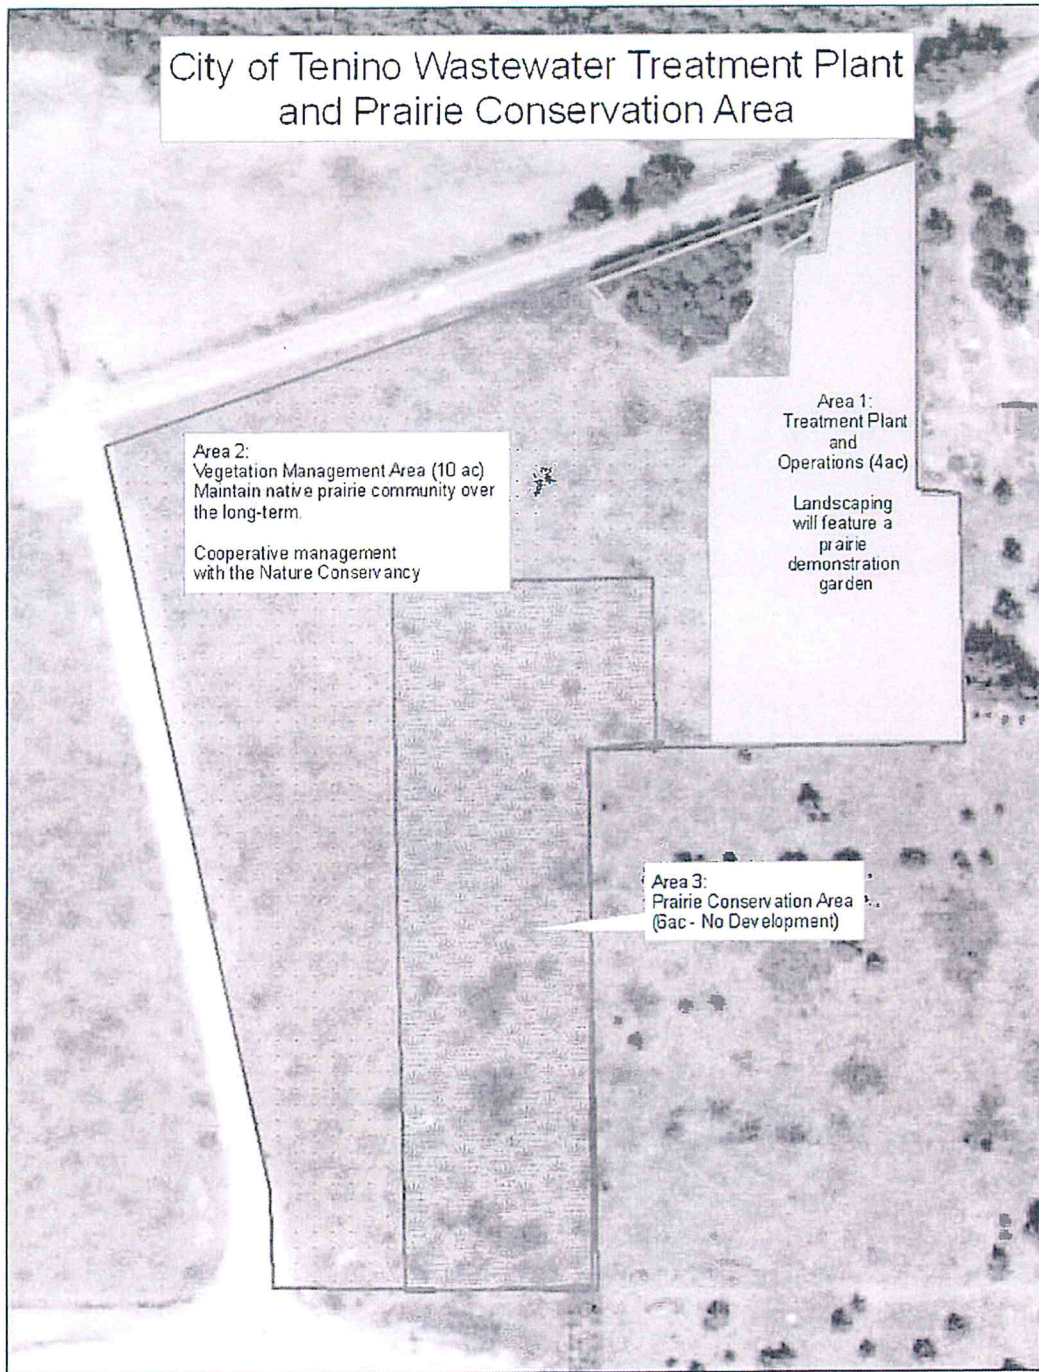 City of Tenino Wastewater Treatment Plant
and Prairie Conservation Area
Area 1:
Treatment Plant
and
Operations (4ac)
Landscaping
will feature a
prairie
demonstration
garden
Area 2:
Vegetation Management Area (10 ac)
Maintain native prairie community over
the long-term.
Cooperative management
with the Nature Conservancy
Area 3:
Prairie Conservation Area
(6ac - No Development)